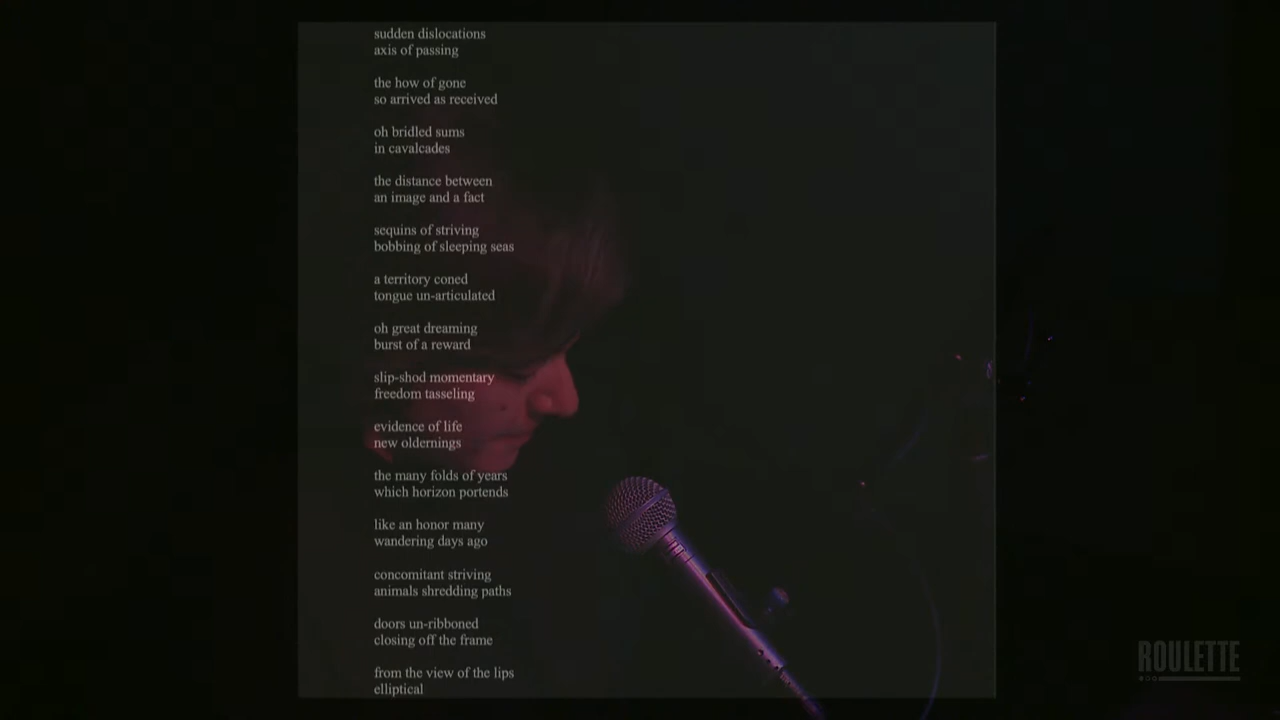 sudden dislocations
axis of passing
the how of gone
so arrived as received
oh bridled sums
in cavalcades
the distance between
an image and a fact
sequins of striving
bobbing of sleeping seas
a territory coned
tongue un-articulated
oh great dreaming
burst of a reward
slip-shod momentary
freedom tasseling
evidence of life
new oldernings
the many folds of years
which horizon portends
like an honor many
wandering days ago
concomitant striving
animals shredding paths
doors un-ribboned
closing off the frame
from the view of the lips
elliptical
ROULETTE